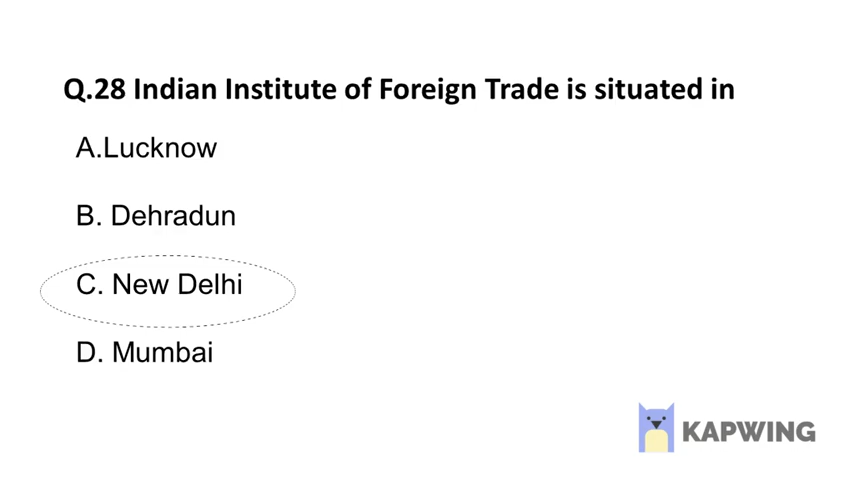 Q.28 Indian Institute of Foreign Trade is situated in
A.Lucknow
B. Dehradun
C. New Delhi
D. Mumbai
KAPWING